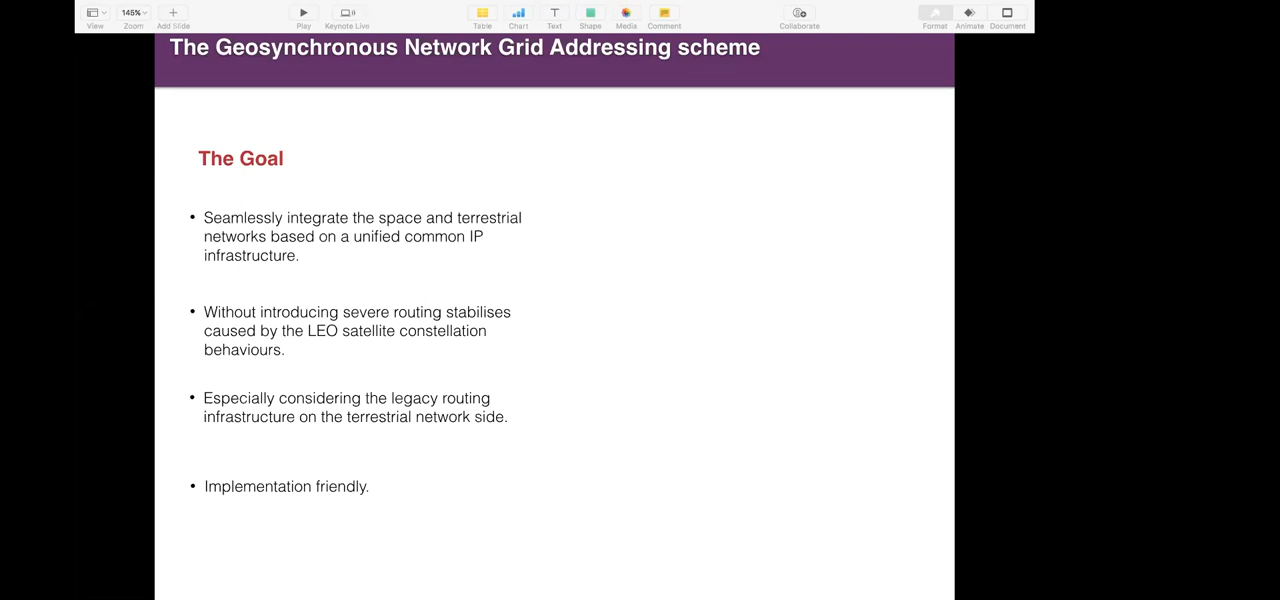 145%
View
Zoom
Add Slide
Play
Keynote Live
Table
Chart
T
Text
Shape
Media
Comment
Collaborate
Format
Animate
Document
The Geosynchronous Network Grid Addressing scheme
The Goal
• Seamlessly integrate the space and terrestrial
networks based on a unified common IP
infrastructure.
• Without introducing severe routing stabilises
caused by the LEO satellite constellation
behaviours.
• Especially considering the legacy routing
infrastructure on the terrestrial network side.
• Implementation friendly.